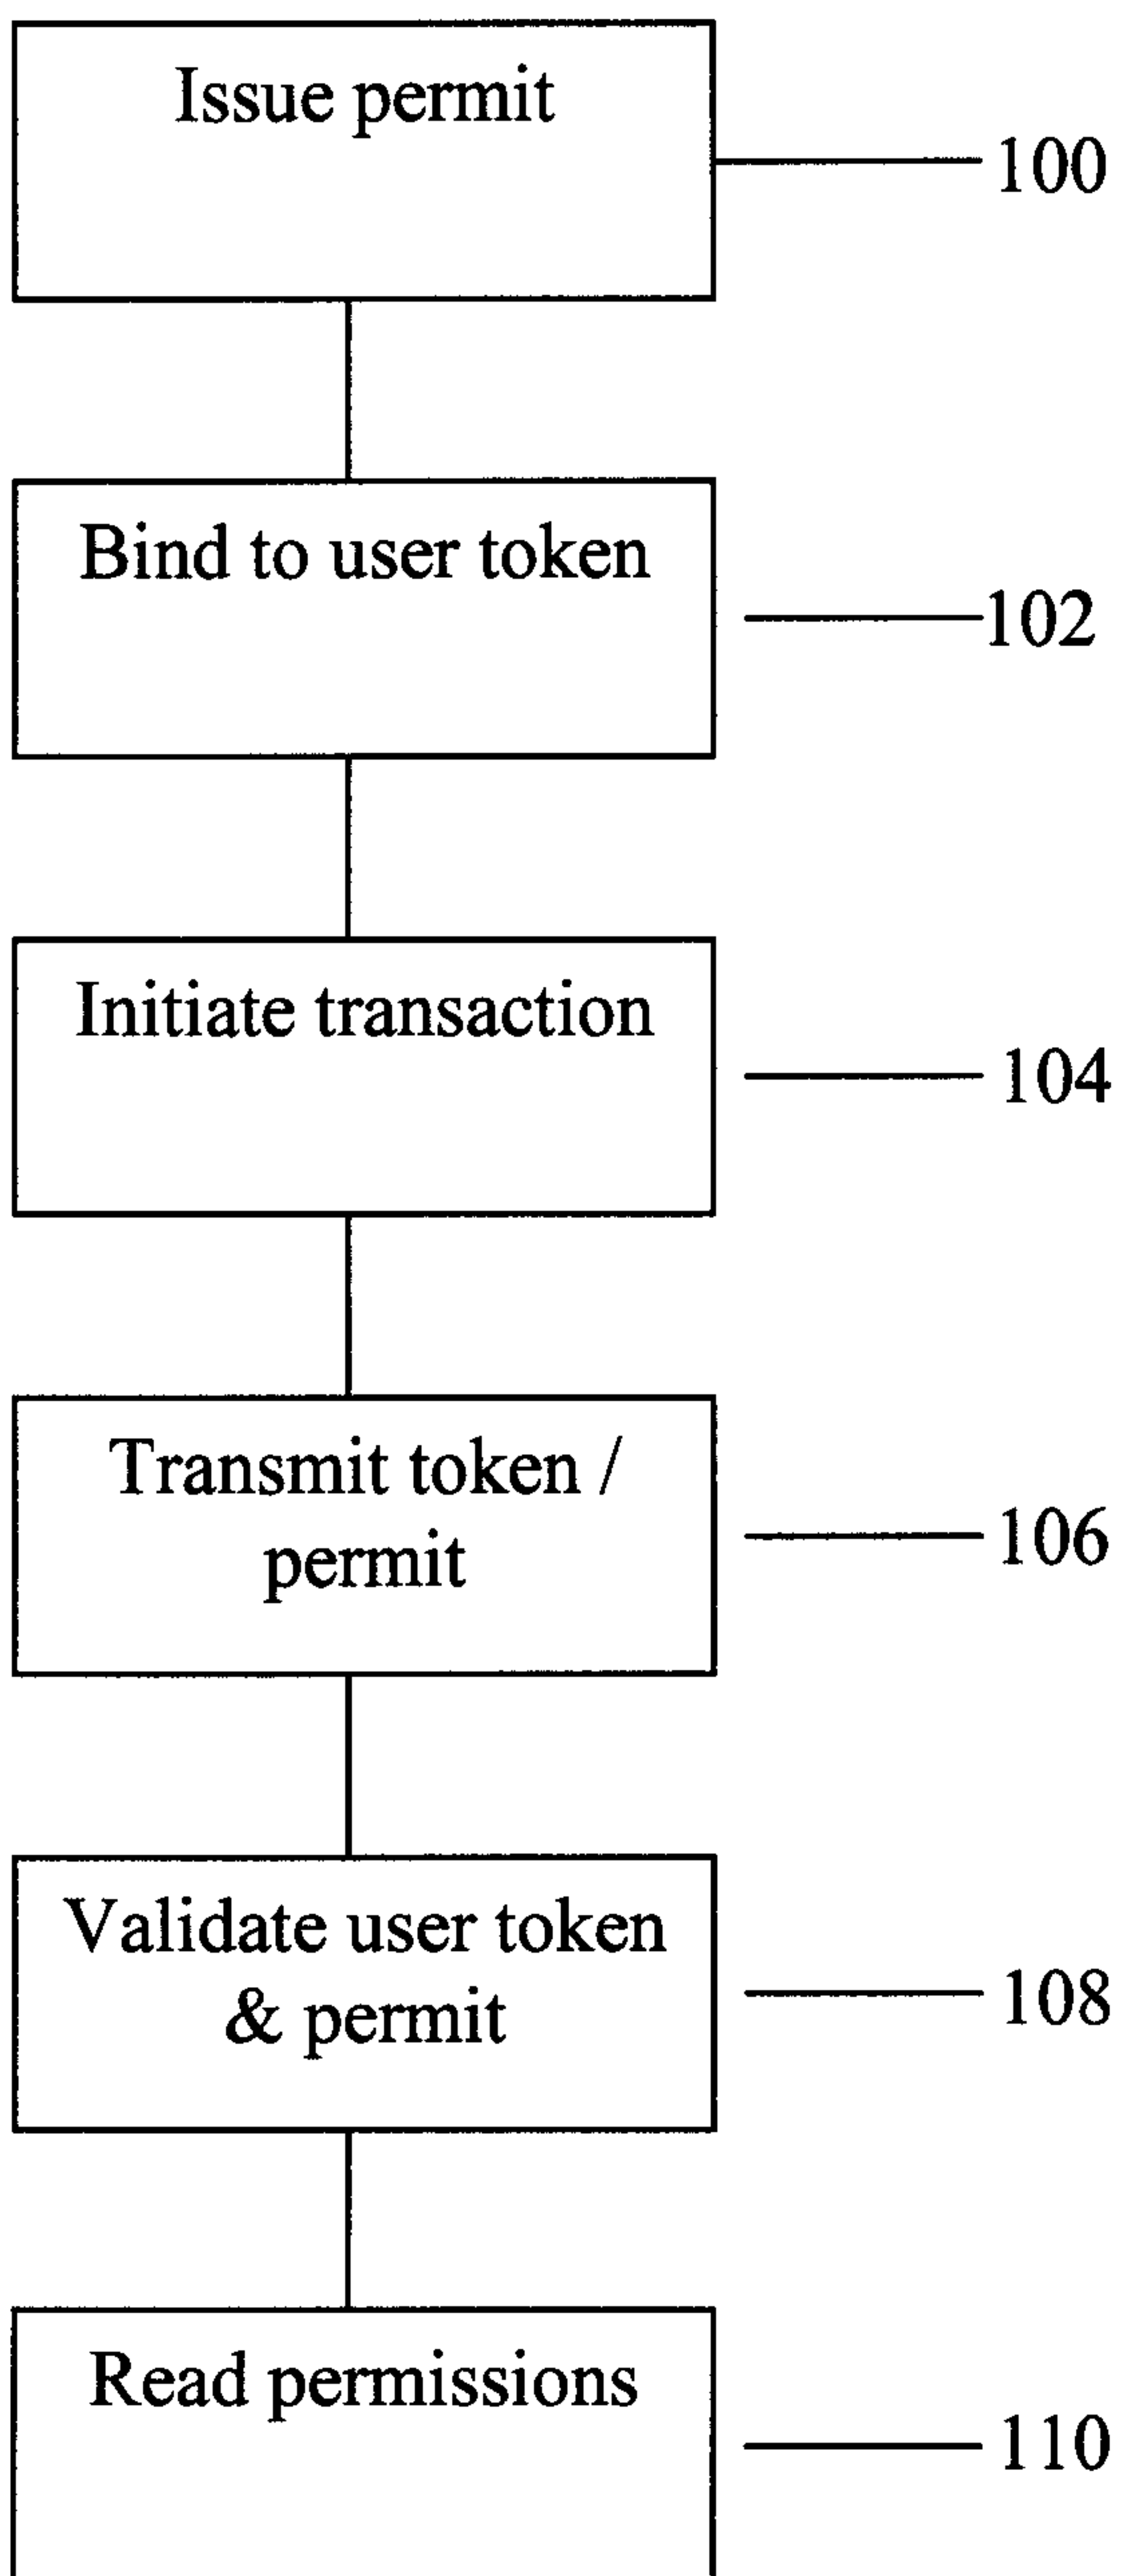 Issue permit
100
Bind to user token
102
Initiate transaction
104
Transmit token /
permit
106
Validate user token
& permit
108
Read permissions
110